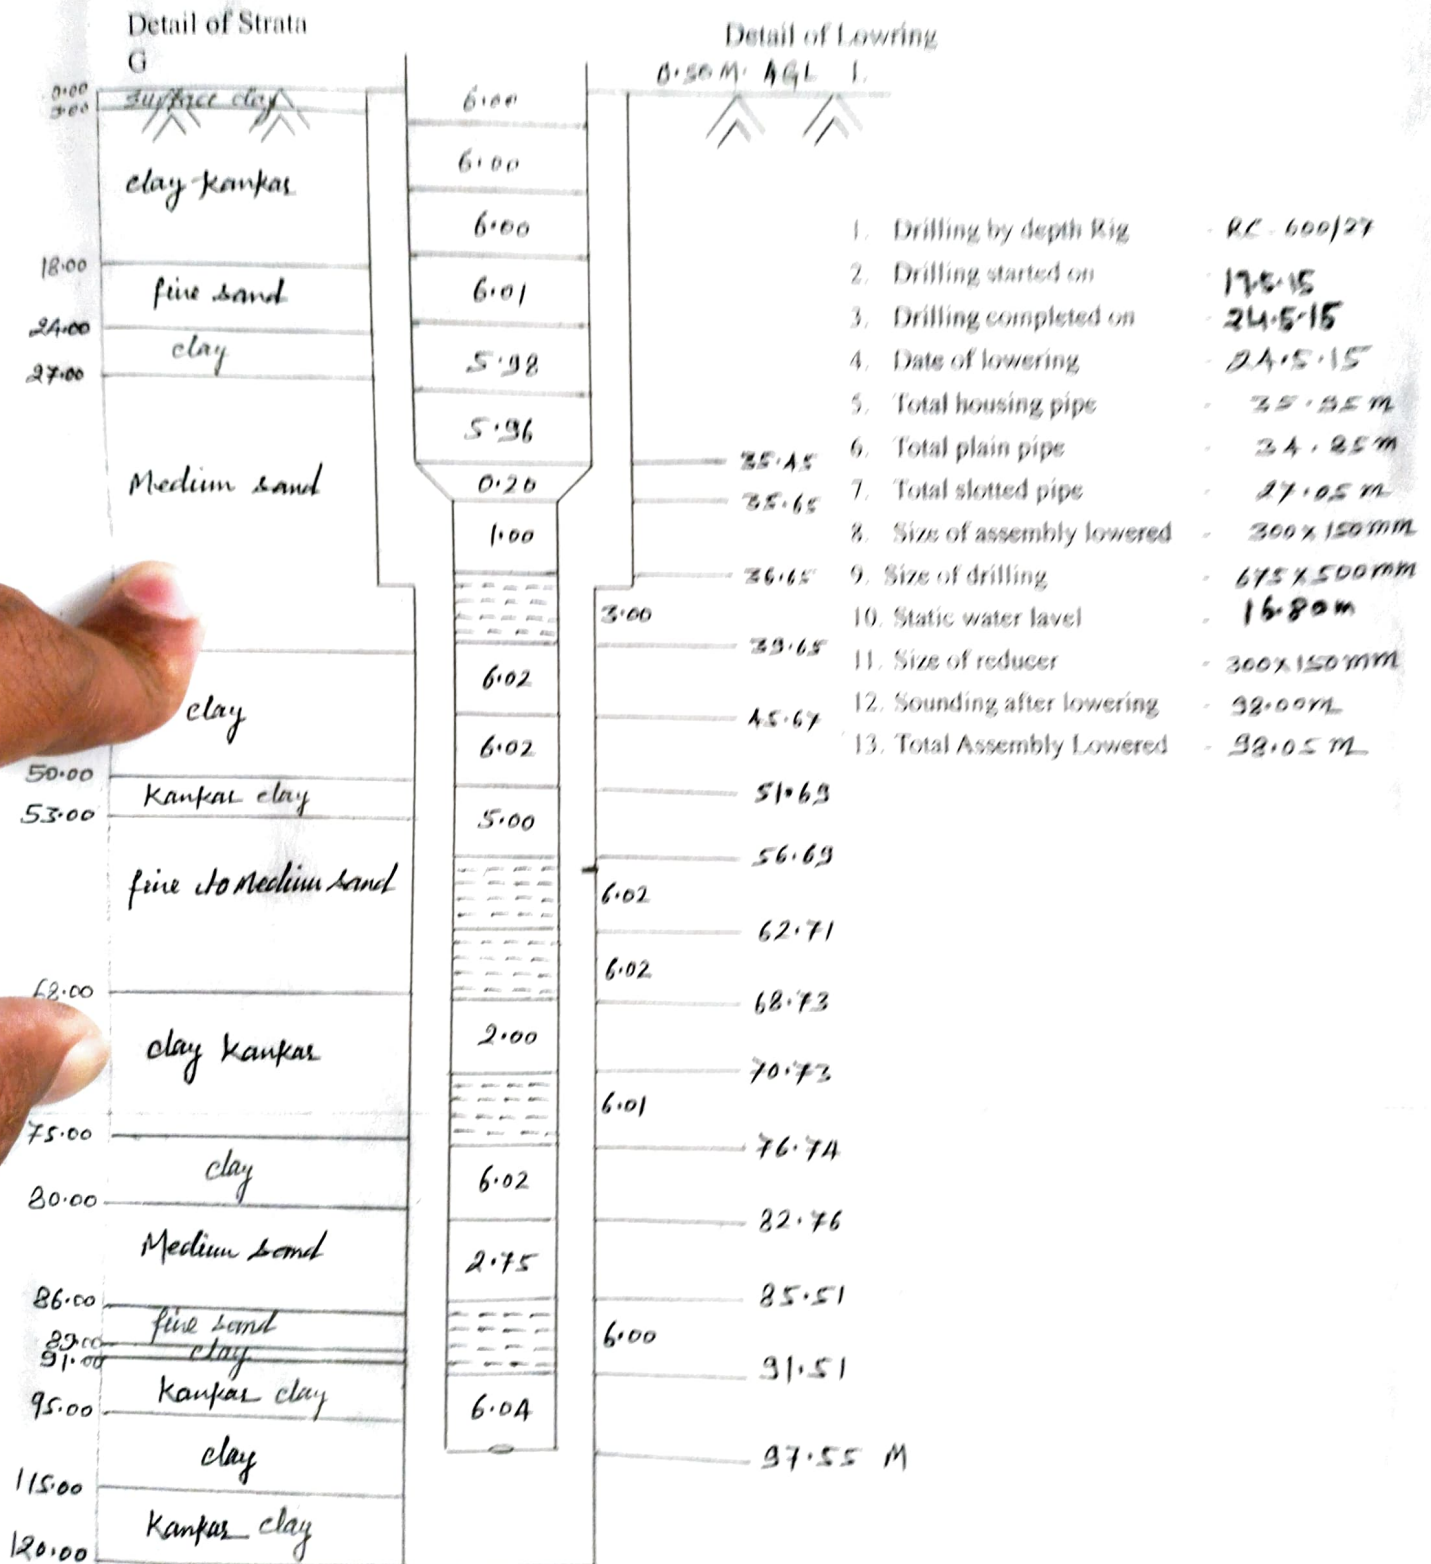 Detail of Strata
G
Detail of Lowring
0.50 M. AGL 1.
0.00
3.00
surface clay
clay kankar
18.00
fine sand
24.00
clay
27.00
Medium sand
clay
50.00
Kankar clay
53.00
fine to Medium sand
68.00
clay kankar
75.00
clay
80.00
Medium sand
86.00
fine sand
89.00
clay
91.00
Kankar clay
95.00
clay
115.00
Kankar clay
120.00
6.00
6.00
6.00
6.01
5.98
5.96
0.20
1.00
3.00
6.02
6.02
5.00
6.02
6.02
2.00
6.01
6.02
2.75
6.00
6.04
35.45
35.65
36.65
39.65
45.67
51.69
56.69
62.71
68.73
70.73
76.74
82.76
85.51
91.51
97.55 M
1. Drilling by depth Rig - RC-600/27
2. Drilling started on - 17.5.15
3. Drilling completed on - 24.5.15
4. Date of lowering - 24.5.15
5. Total housing pipe - 35.95 m
6. Total plain pipe - 34.85 m
7. Total slotted pipe - 27.05 m
8. Size of assembly lowered - 300 x 150 mm
9. Size of drilling - 675 x 500 mm
10. Static water lavel - 16.80 m
11. Size of reducer - 300 x 150 mm
12. Sounding after lowering - 98.00 m
13. Total Assembly Lowered - 98.05 m